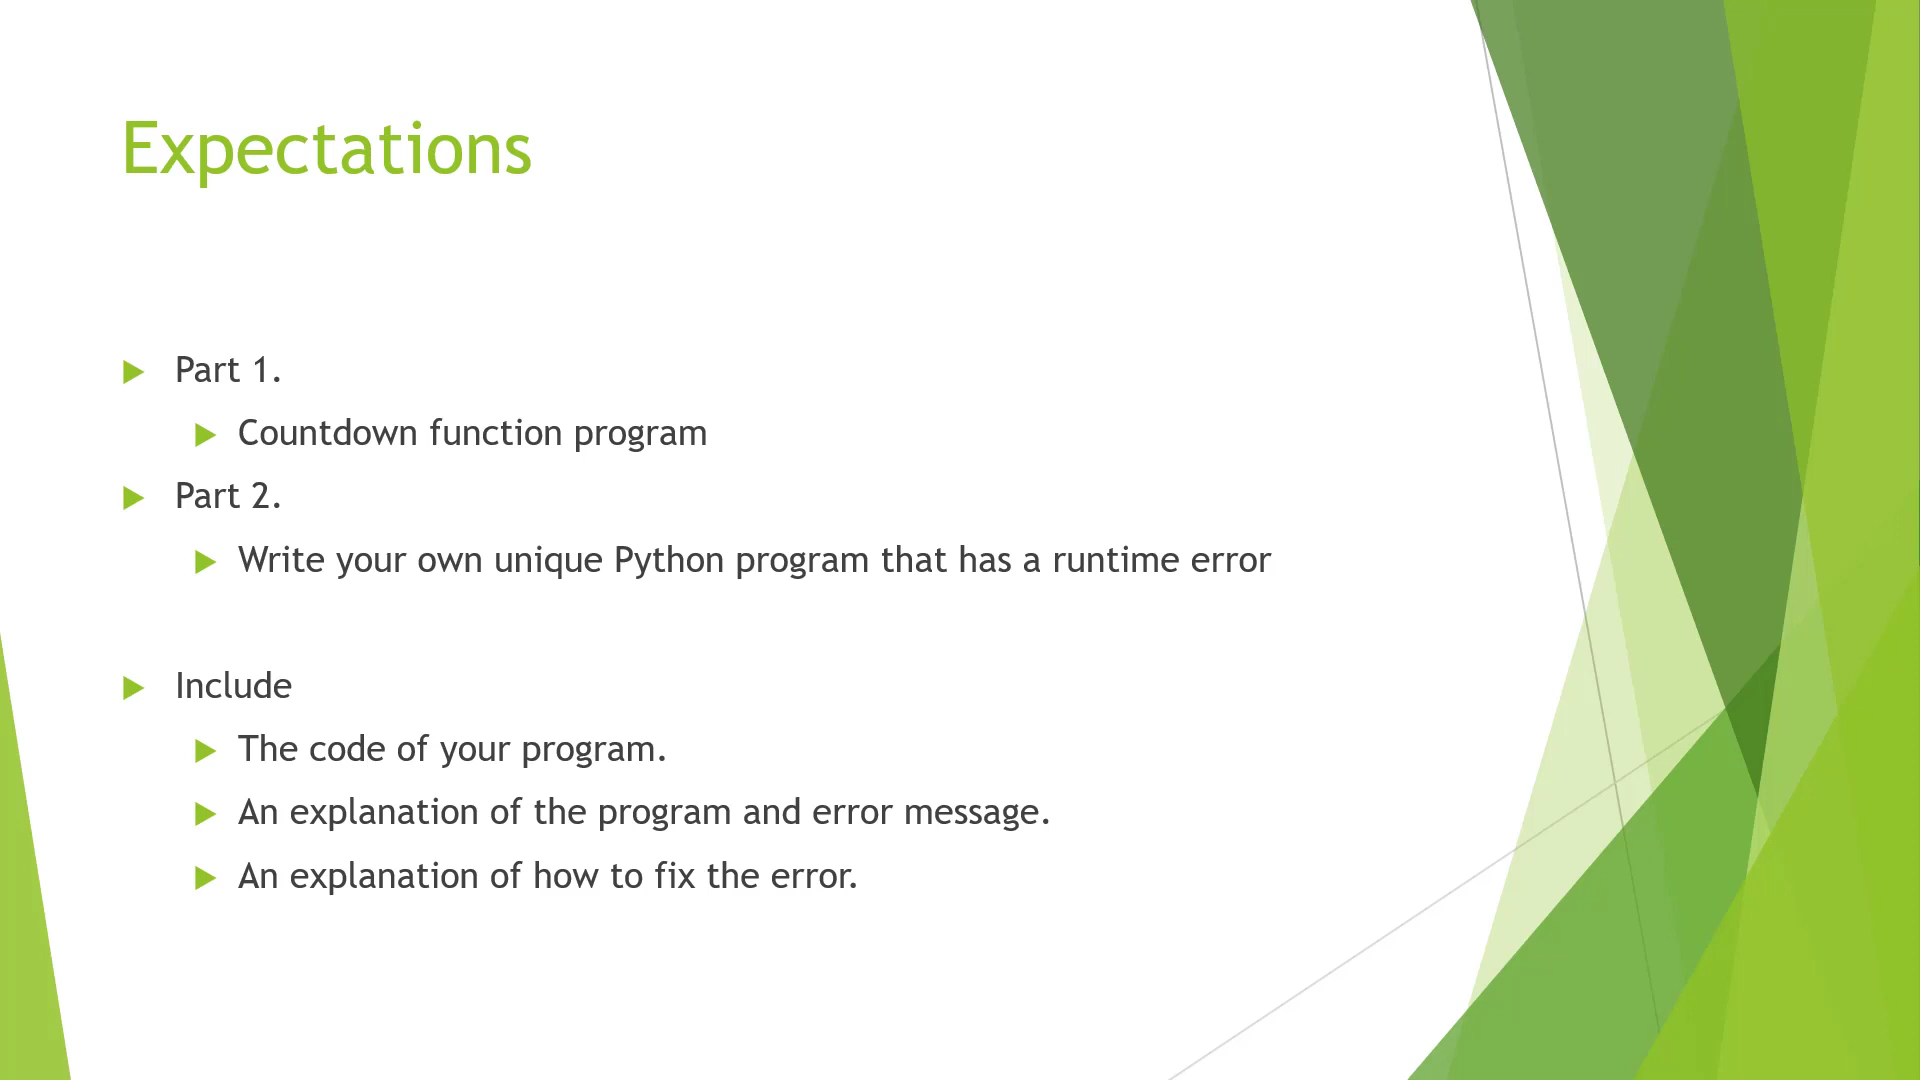 Expectations
Part 1.
Countdown function program
Part 2.
Write your own unique Python program that has a runtime error
Include
The code of your program.
An explanation of the program and error message.
An explanation of how to fix the error.